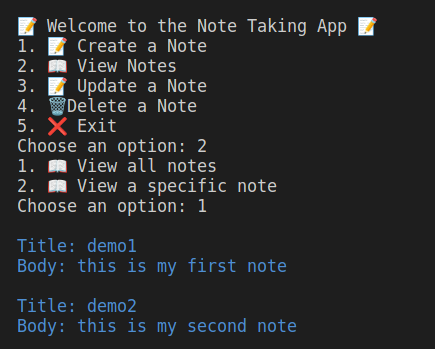 📝 Welcome to the Note Taking App 📝
1. 📝 Create a Note
2. 📖 View Notes
3. 📝 Update a Note
4. 🗑️Delete a Note
5. ❌ Exit
Choose an option: 2
1. 📖 View all notes
2. 📖 View a specific note
Choose an option: 1
Title: demo1
Body: this is my first note
Title: demo2
Body: this is my second note